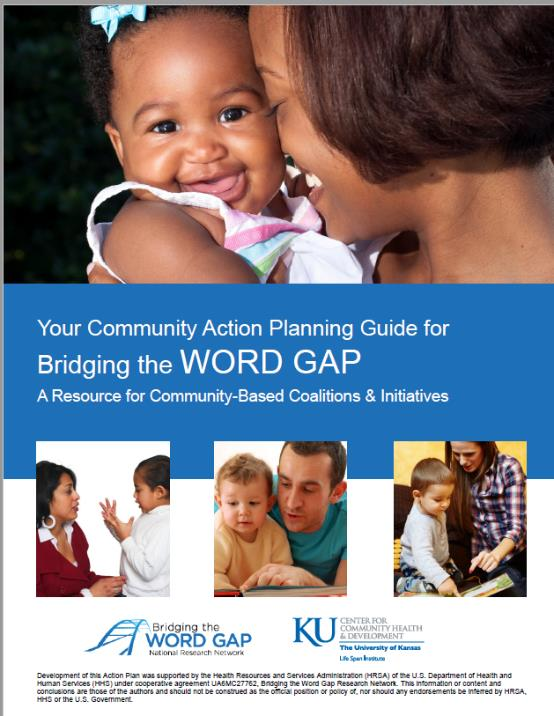 Your Community Action Planning Guide for
Bridging the WORD GAP
A Resource for Community-Based Coalitions & Initiatives
Bridging the
WORD GAP
National Research Network
KU
CENTER FOR
COMMUNITY HEALTH
& DEVELOPMENT
The University of Kansas
Life Span Institute
Development of this Action Plan was supported by the Health Resources and Services Administration (HRSA) of the U.S. Department of Health and
Human Services (HHS) under cooperative agreement UA6MC27762, Bridging the Word Gap Research Network. This information or content and
conclusions are those of the authors and should not be construed as the official position or policy of, nor should any endorsements be inferred by HRSA,
HHS or the U.S. Government.